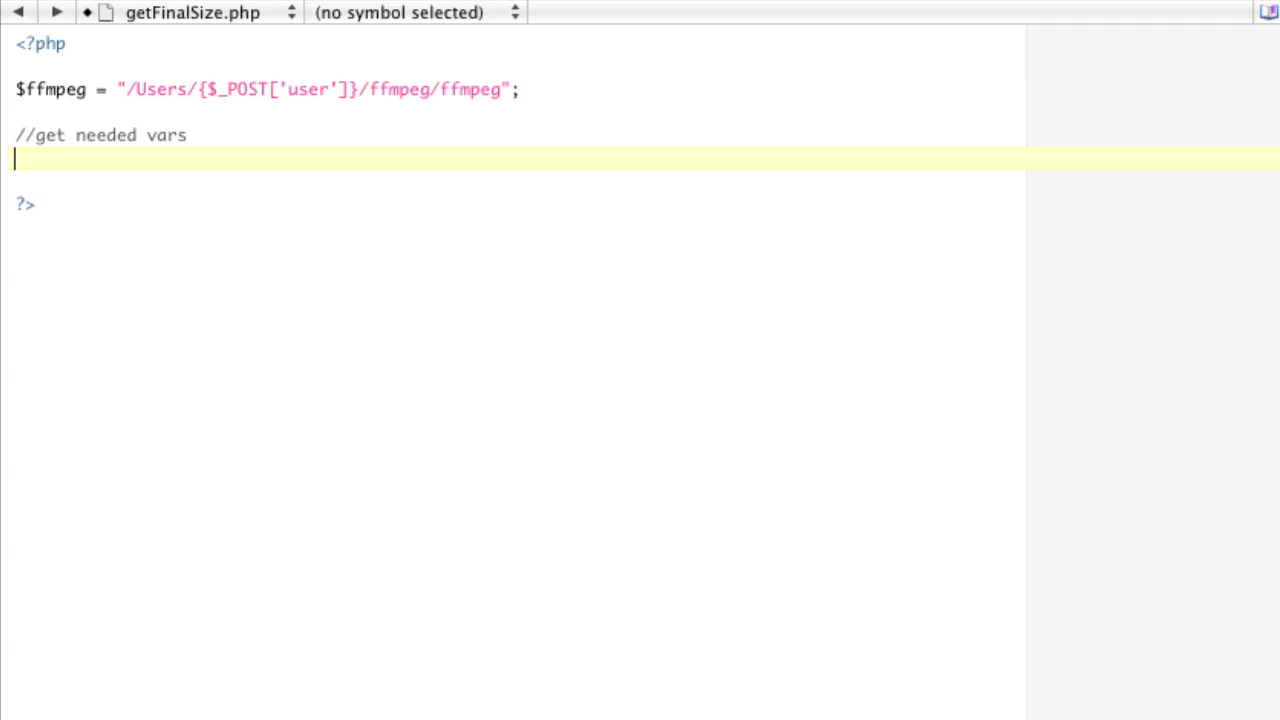 getFinalSize.php (no symbol selected)
<?php
$ffmpeg = "/Users/{$_POST['user']}/ffmpeg/ffmpeg";
//get needed vars
?>